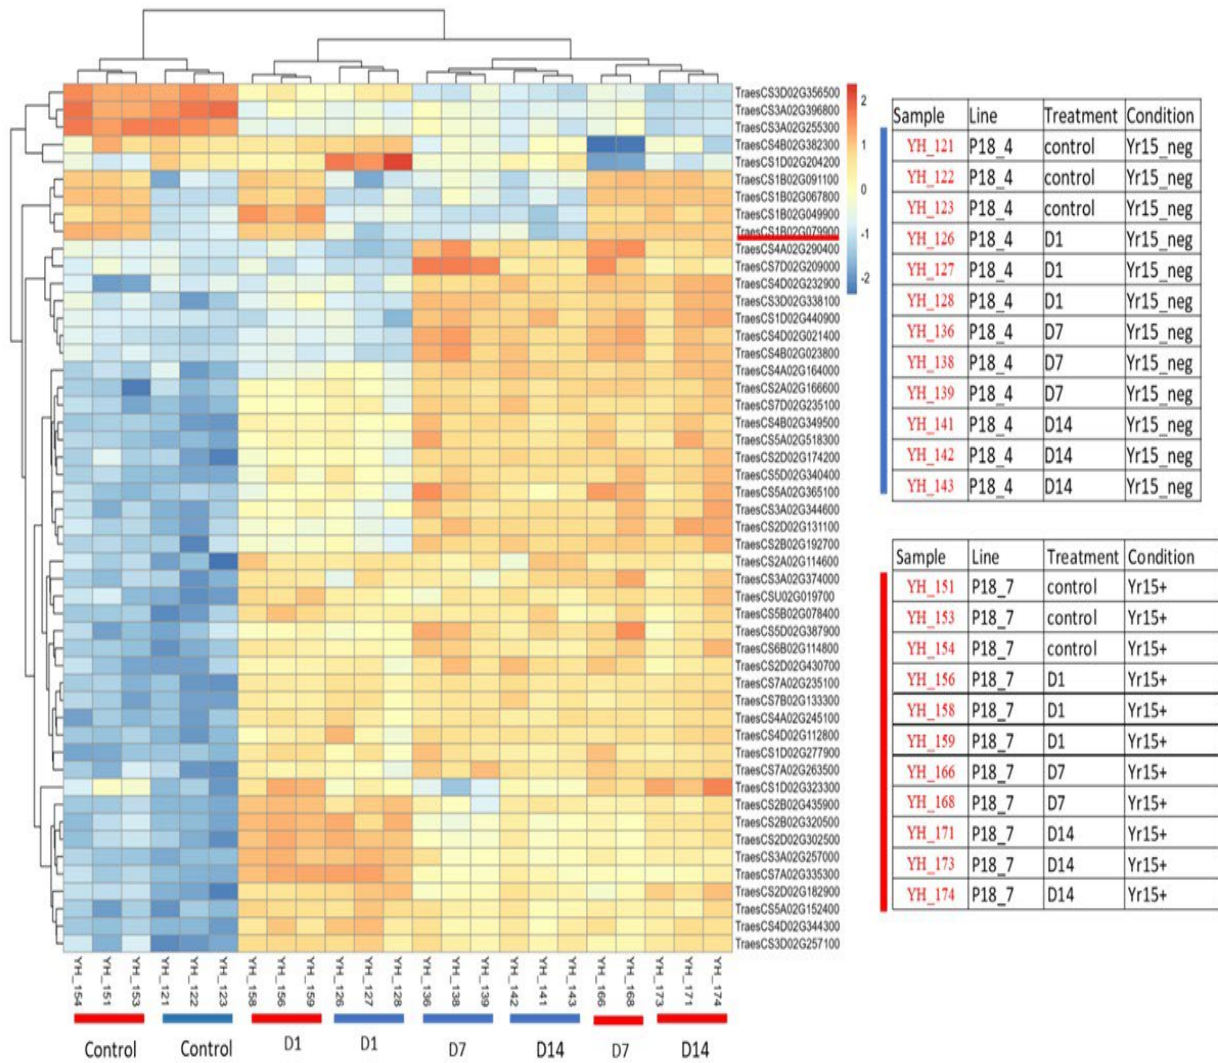 TraesCS3D02G356500
TraesCS3A02G396800
TraesCS3A02G255300
TraesCS4B02G382300
TraesCS1D02G204200
TraesCS1B02G091100
TraesCS1B02G067800
TraesCS1B02G049900
TraesCS1B02G079900
TraesCS4A02G290400
TraesCS7D02G209000
TraesCS4D02G232900
TraesCS3D02G338100
TraesCS1D02G440900
TraesCS4D02G021400
TraesCS4B02G023800
TraesCS4A02G164000
TraesCS2A02G166600
TraesCS7D02G235100
TraesCS4B02G349500
TraesCS5A02G518300
TraesCS2D02G174200
TraesCS5D02G340400
TraesCS5A02G365100
TraesCS3A02G344600
TraesCS2D02G131100
TraesCS2B02G192700
TraesCS2A02G114600
TraesCS3A02G374000
TraesCSU02G019700
TraesCS5B02G078400
TraesCS5D02G387900
TraesCS6B02G114800
TraesCS2D02G430700
TraesCS7A02G235100
TraesCS7B02G133300
TraesCS4A02G245100
TraesCS4D02G112800
TraesCS1D02G277900
TraesCS7A02G263500
TraesCS1D02G323300
TraesCS2B02G435900
TraesCS2B02G320500
TraesCS2D02G302500
TraesCS3A02G257000
TraesCS7A02G335300
TraesCS2D02G182900
TraesCS5A02G152400
TraesCS4D02G344300
TraesCS3D02G257100
2
1
0
-1
-2
YH_154
YH_151
YH_153
YH_121
YH_122
YH_123
YH_158
YH_156
YH_159
YH_126
YH_127
YH_128
YH_136
YH_138
YH_139
YH_142
YH_141
YH_143
YH_166
YH_168
YH_173
YH_171
YH_174
Control Control D1 D1 D7 D14 D7 D14
Sample Line Treatment Condition
YH_121 P18_4 control Yr15_neg
YH_122 P18_4 control Yr15_neg
YH_123 P18_4 control Yr15_neg
YH_126 P18_4 D1 Yr15_neg
YH_127 P18_4 D1 Yr15_neg
YH_128 P18_4 D1 Yr15_neg
YH_136 P18_4 D7 Yr15_neg
YH_138 P18_4 D7 Yr15_neg
YH_139 P18_4 D7 Yr15_neg
YH_141 P18_4 D14 Yr15_neg
YH_142 P18_4 D14 Yr15_neg
YH_143 P18_4 D14 Yr15_neg
Sample Line Treatment Condition
YH_151 P18_7 control Yr15+
YH_153 P18_7 control Yr15+
YH_154 P18_7 control Yr15+
YH_156 P18_7 D1 Yr15+
YH_158 P18_7 D1 Yr15+
YH_159 P18_7 D1 Yr15+
YH_166 P18_7 D7 Yr15+
YH_168 P18_7 D7 Yr15+
YH_171 P18_7 D14 Yr15+
YH_173 P18_7 D14 Yr15+
YH_174 P18_7 D14 Yr15+